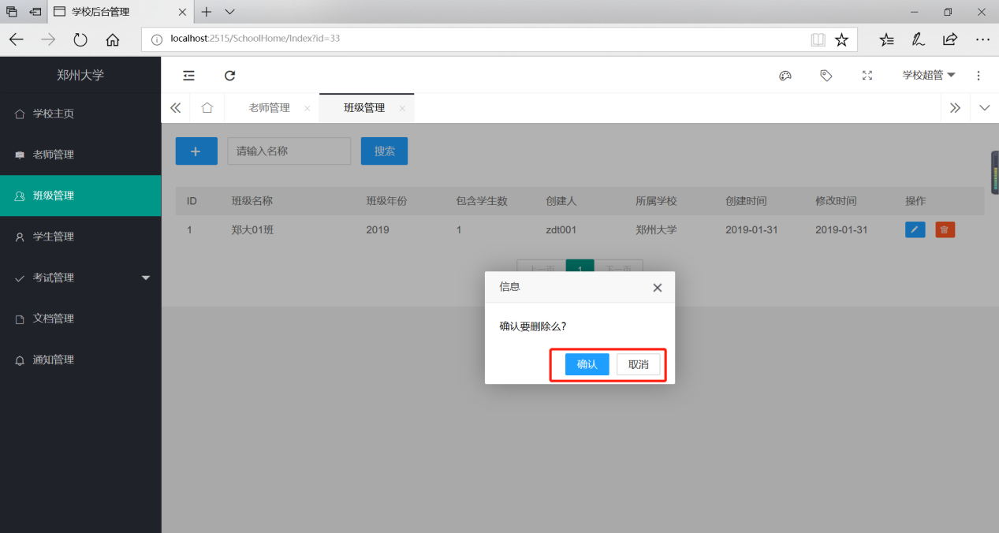 学校后台管理
localhost:2515/SchoolHome/Index?id=33
郑州大学
学校超管
学校主页
老师管理
班级管理
学生管理
考试管理
文档管理
通知管理
老师管理
班级管理
请输入名称
搜索
ID 班级名称 班级年份 包含学生数 创建人 所属学校 创建时间 修改时间 操作
1 郑大01班 2019 1 zdt001 郑州大学 2019-01-31 2019-01-31
上一页 1 下一页
信息
确认要删除么?
确认 取消